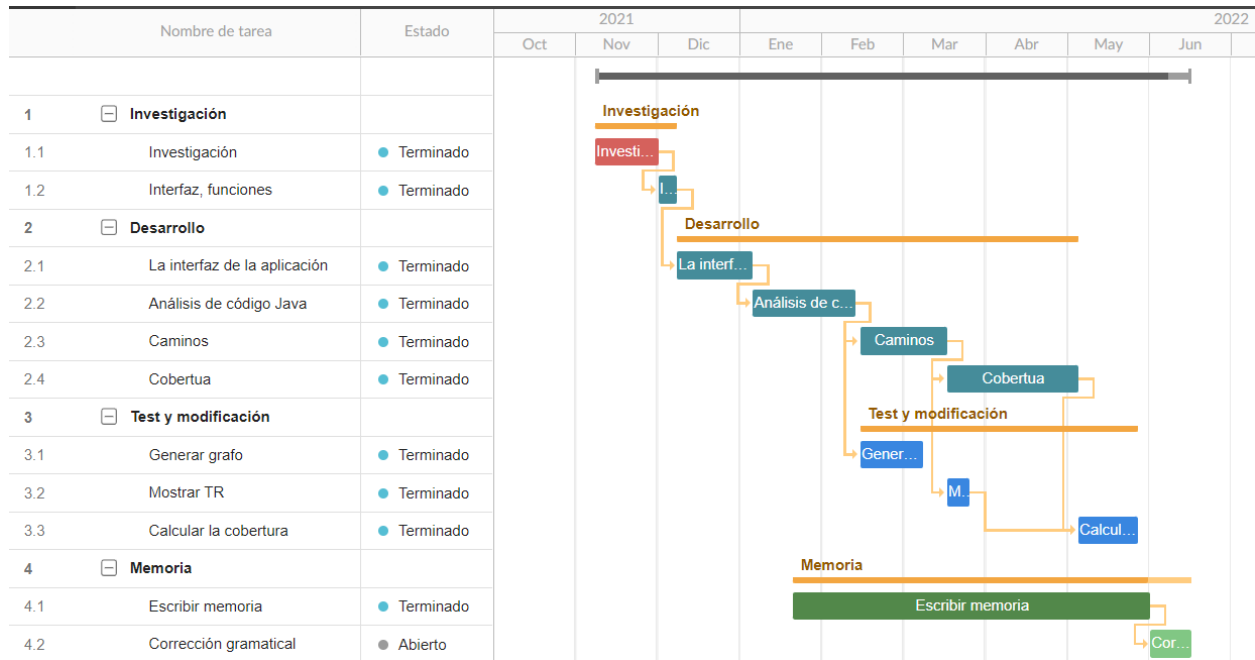 Nombre de tarea Estado 2021 2022
Oct Nov Dic Ene Feb Mar Abr May Jun
1 Investigación Investigación
1.1 Investigación Terminado Investi...
1.2 Interfaz, funciones Terminado I...
2 Desarrollo Desarrollo
2.1 La interfaz de la aplicación Terminado La interf...
2.2 Análisis de código Java Terminado Análisis de c...
2.3 Caminos Terminado Caminos
2.4 Cobertua Terminado Cobertua
3 Test y modificación Test y modificación
3.1 Generar grafo Terminado Gener...
3.2 Mostrar TR Terminado M...
3.3 Calcular la cobertura Terminado Calcul...
4 Memoria Memoria
4.1 Escribir memoria Terminado Escribir memoria
4.2 Corrección gramatical Abierto Cor...